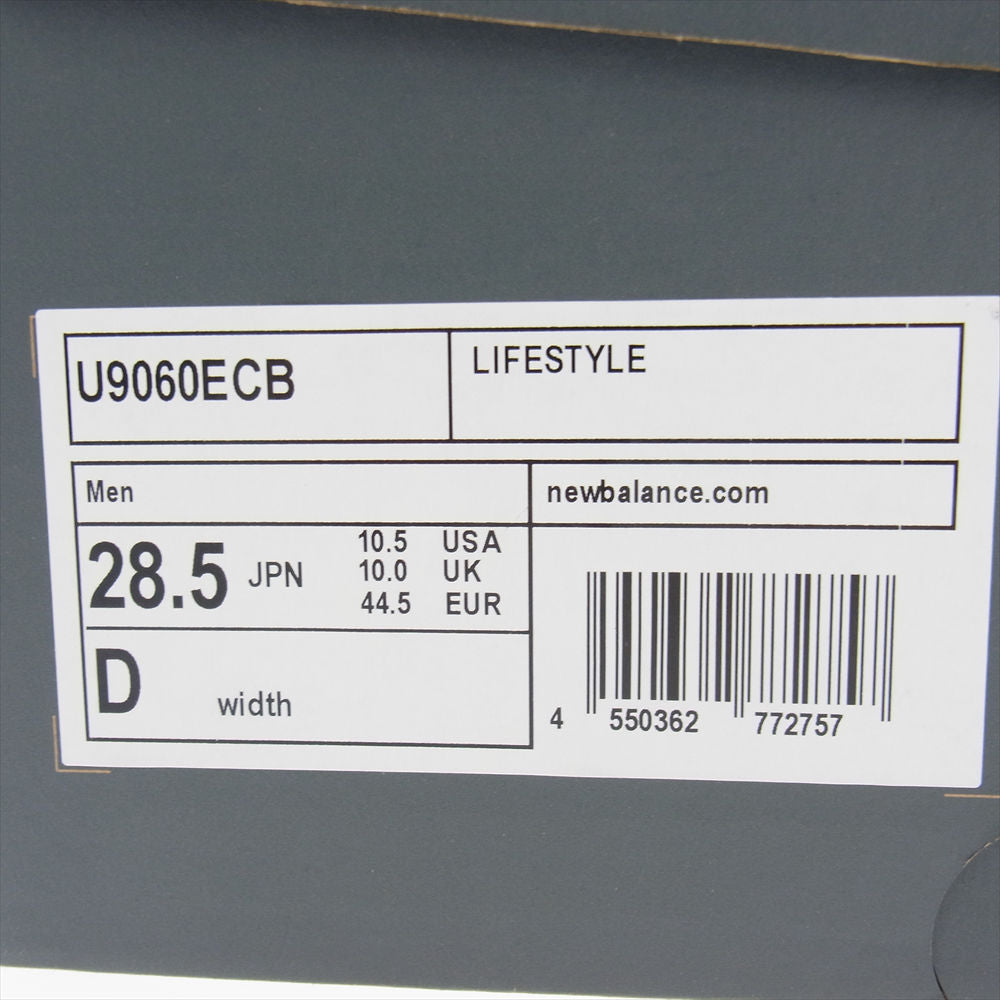 U9060ECB
LIFESTYLE
Men
newbalance.com
28.5 JPN
10.5 USA
10.0 UK
44.5 EUR
D width
4 550362 772757